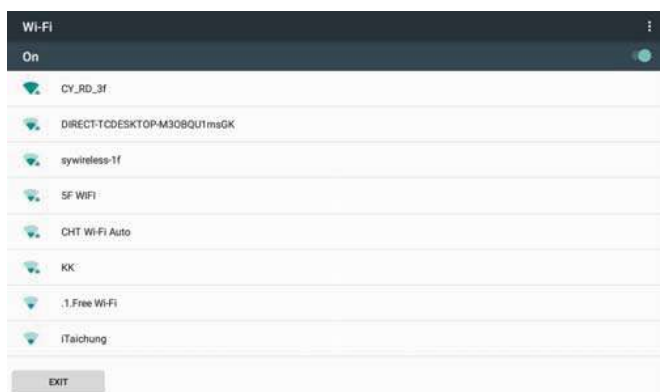 Wi-Fi
On
CY_RD_3f
DIRECT-TCDESKTOP-M3OBQU1msGK
sywireless-1f
5F WIFI
CHT Wi-Fi Auto
KK
.1.Free Wi-Fi
iTaichung
EXIT